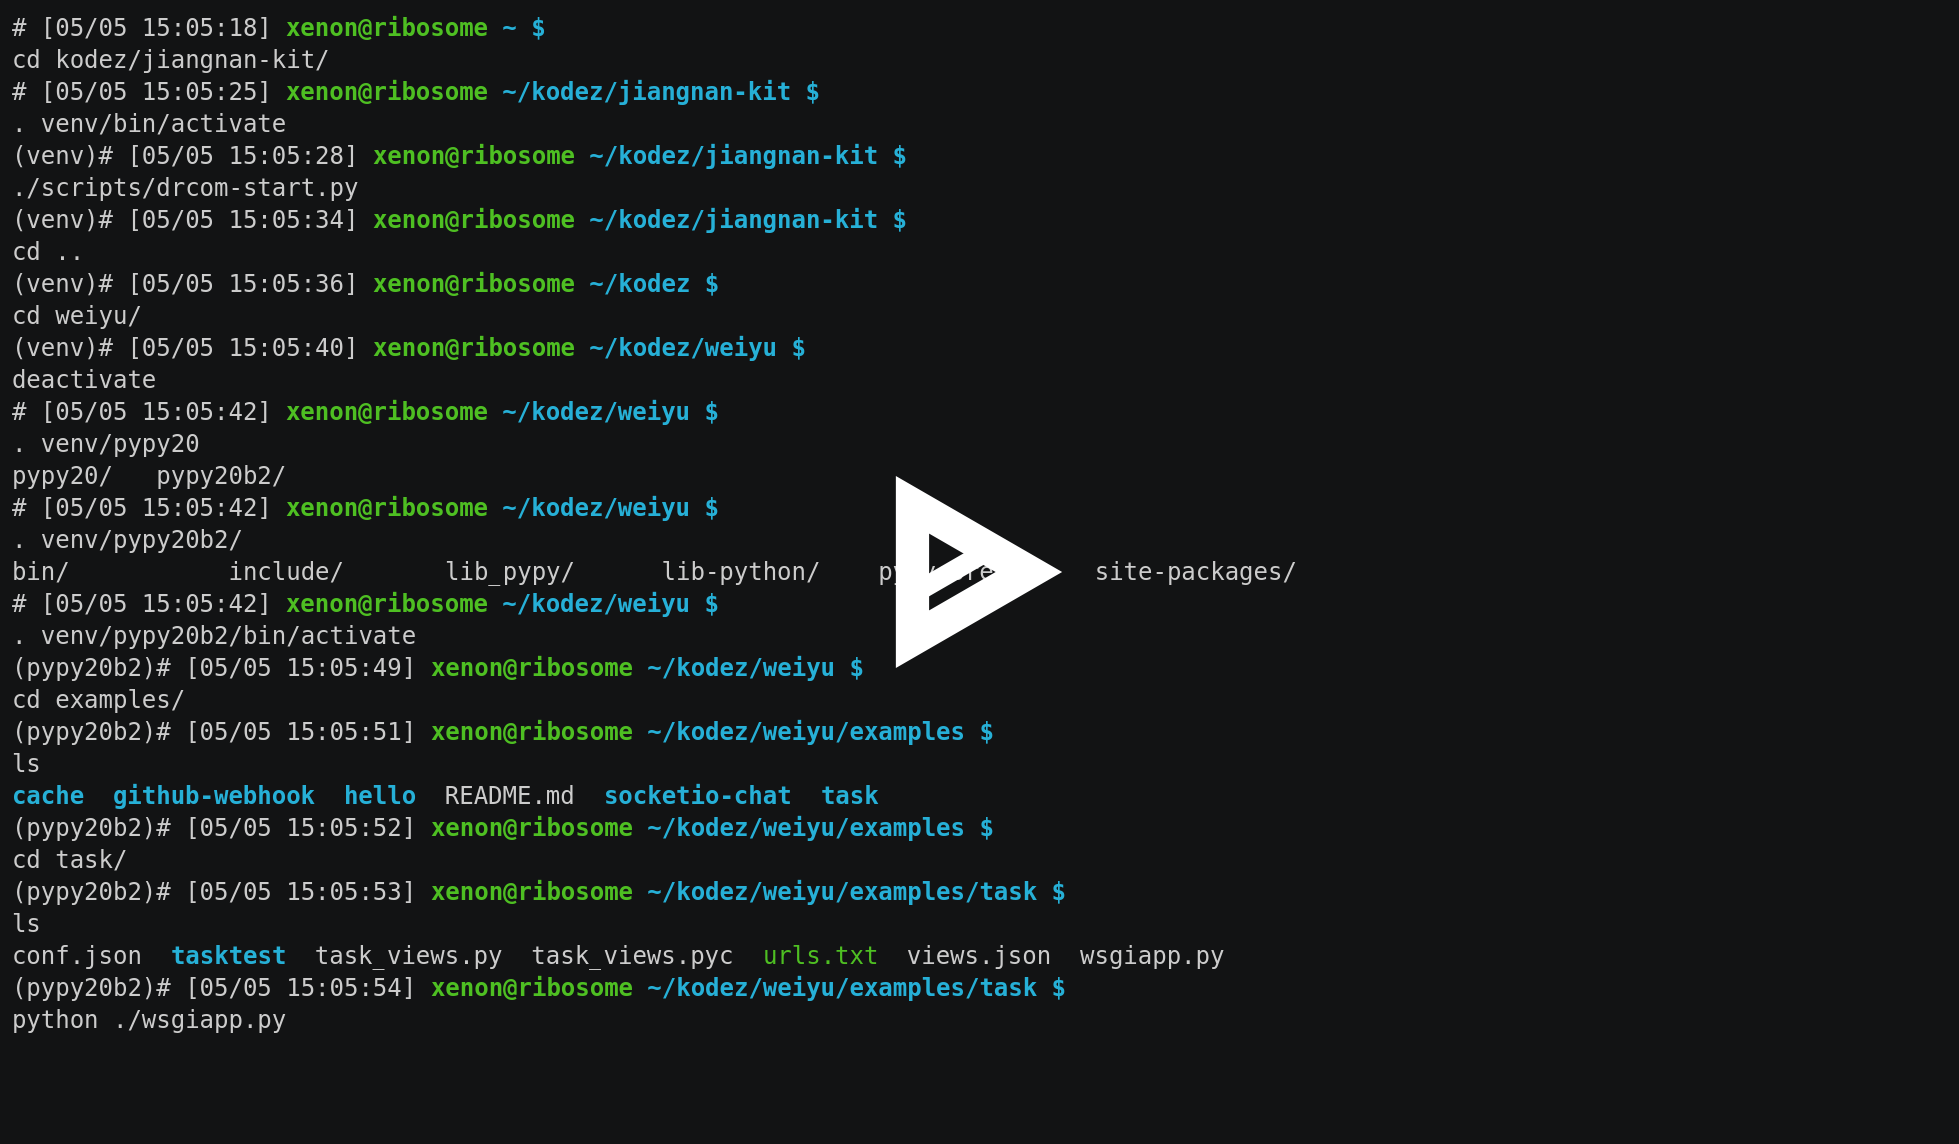 # [05/05 15:05:18] xenon@ribosome ~ $
cd kodez/jiangnan-kit/
# [05/05 15:05:25] xenon@ribosome ~/kodez/jiangnan-kit $
. venv/bin/activate
(venv)# [05/05 15:05:28] xenon@ribosome ~/kodez/jiangnan-kit $
./scripts/drcom-start.py
(venv)# [05/05 15:05:34] xenon@ribosome ~/kodez/jiangnan-kit $
cd ..
(venv)# [05/05 15:05:36] xenon@ribosome ~/kodez $
cd weiyu/
(venv)# [05/05 15:05:40] xenon@ribosome ~/kodez/weiyu $
deactivate
# [05/05 15:05:42] xenon@ribosome ~/kodez/weiyu $
. venv/pypy20
pypy20/   pypy20b2/
# [05/05 15:05:42] xenon@ribosome ~/kodez/weiyu $
. venv/pypy20b2/
bin/           include/       lib_pypy/      lib-python/    site-packages/
# [05/05 15:05:42] xenon@ribosome ~/kodez/weiyu $
. venv/pypy20b2/bin/activate
(pypy20b2)# [05/05 15:05:49] xenon@ribosome ~/kodez/weiyu $
cd examples/
(pypy20b2)# [05/05 15:05:51] xenon@ribosome ~/kodez/weiyu/examples $
ls
cache  github-webhook  hello  README.md  socketio-chat  task
(pypy20b2)# [05/05 15:05:52] xenon@ribosome ~/kodez/weiyu/examples $
cd task/
(pypy20b2)# [05/05 15:05:53] xenon@ribosome ~/kodez/weiyu/examples/task $
ls
conf.json  tasktest  task_views.py  task_views.pyc  urls.txt  views.json  wsgiapp.py
(pypy20b2)# [05/05 15:05:54] xenon@ribosome ~/kodez/weiyu/examples/task $
python ./wsgiapp.py